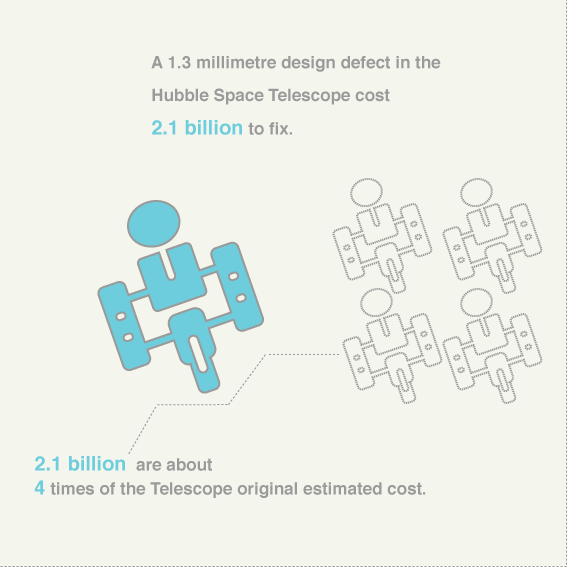 A 1.3 millimetre design defect in the
Hubble Space Telescope cost
2.1 billion to fix.
2.1 billion are about
4 times of the Telescope original estimated cost.